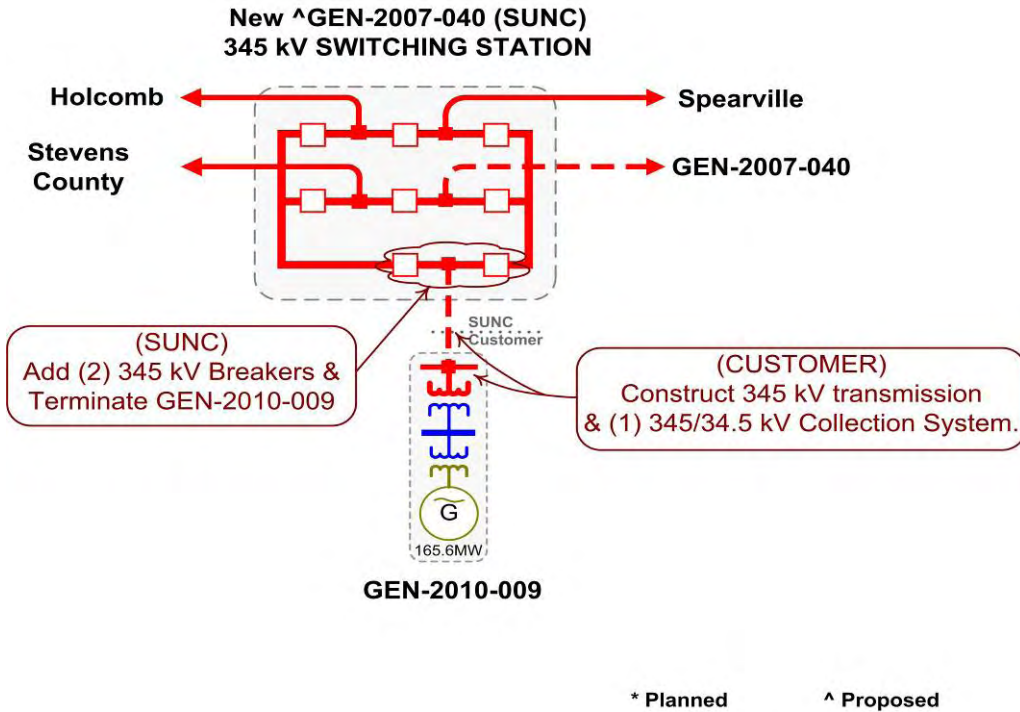 New ^GEN-2007-040 (SUNC)
345 kV SWITCHING STATION
Holcomb
Spearville
Stevens
County
GEN-2007-040
SUNC
Customer
(SUNC)
Add (2) 345 kV Breakers &
Terminate GEN-2010-009
(CUSTOMER)
Construct 345 kV transmission
& (1) 345/34.5 kV Collection System.
G
165.6MW
GEN-2010-009
* Planned
^ Proposed